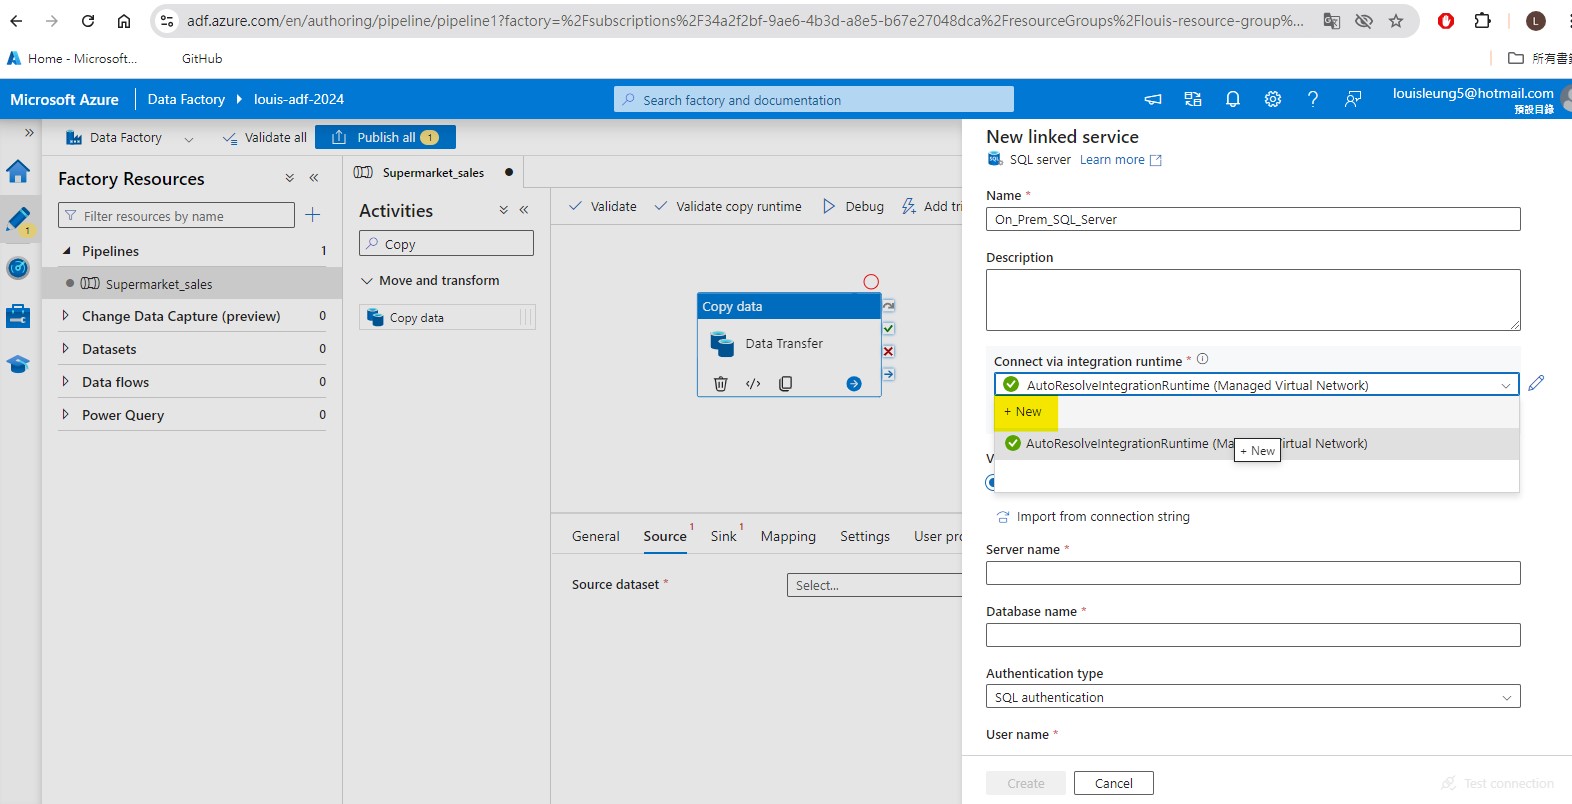 adf.azure.com/en/authoring/pipeline/pipeline1?factory=%2Fsubscriptions%2F34a2f2bf-9ae6-4b3d-a8e5-b67e27048dca%2FresourceGroups%2Flouis-resource-group%...
L
Home - Microsoft...
GitHub
所有書
Microsoft Azure
Data Factory
louis-adf-2024
Search factory and documentation
louisleung5@hotmail.com
預設目錄
Data Factory
Validate all
Publish all
1
Factory Resources
Filter resources by name
1
Pipelines
1
Supermarket_sales
Change Data Capture (preview)
0
Datasets
0
Data flows
0
Power Query
0
Supermarket_sales
Activities
Copy
Move and transform
Copy data
Validate
Validate copy runtime
Debug
Add tri
Copy data
Data Transfer
General
Source
1
Sink
1
Mapping
Settings
User pro
Source dataset *
Select...
New linked service
SQL
SQL server
Learn more
Name *
On_Prem_SQL_Server
Description
Connect via integration runtime *
AutoResolveIntegrationRuntime (Managed Virtual Network)
+ New
AutoResolveIntegrationRuntime (Ma
irtual Network)
+ New
V
Import from connection string
Server name *
Database name *
Authentication type
SQL authentication
User name *
Create
Cancel
Test connection